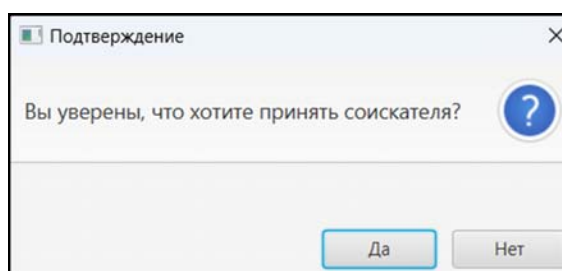 Подтверждение
Вы уверены, что хотите принять соискателя?
?
Да
Нет